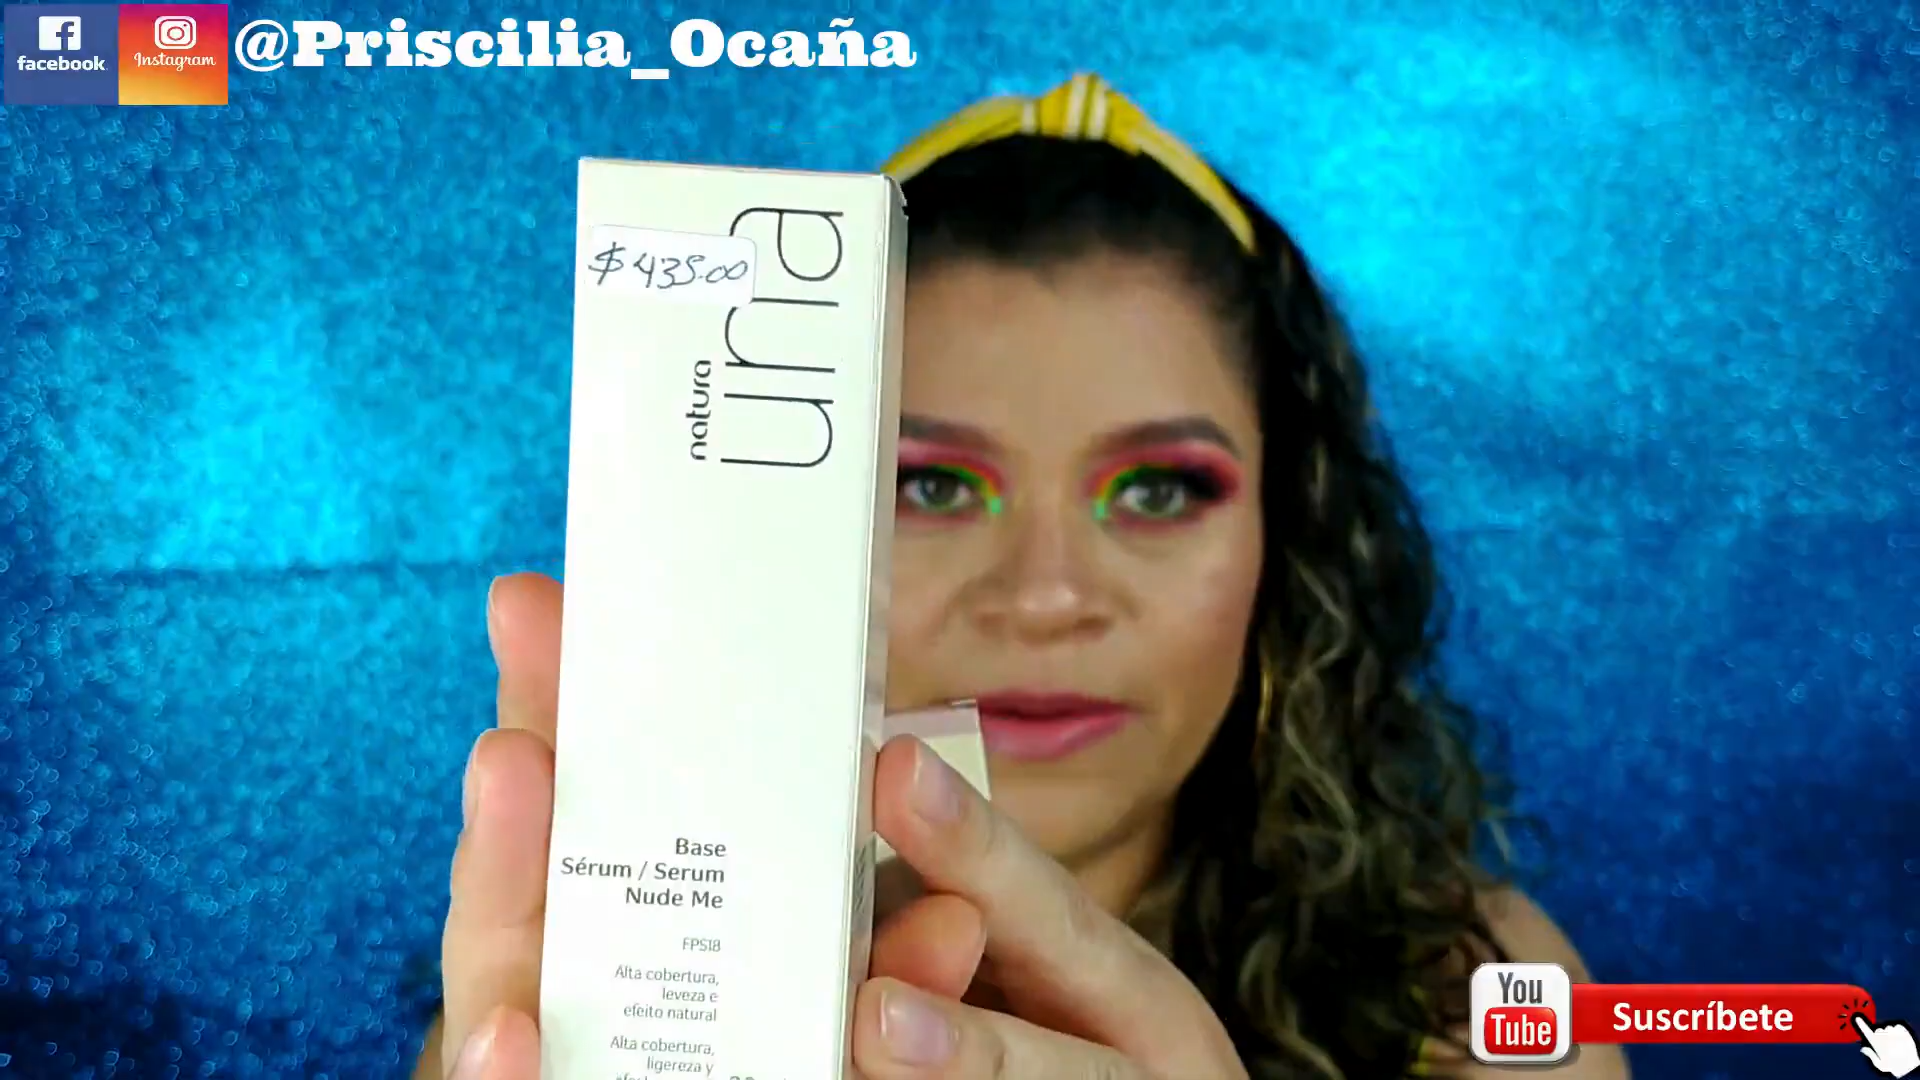 facebook
Instagram
@Priscilia_Ocaña
$435.00
natura
una
Base
Sérum / Serum
Nude Me
FPS18
Alta cobertura,
leveza e
efeito natural
Alta cobertura,
ligereza y
You
Tube
Suscríbete